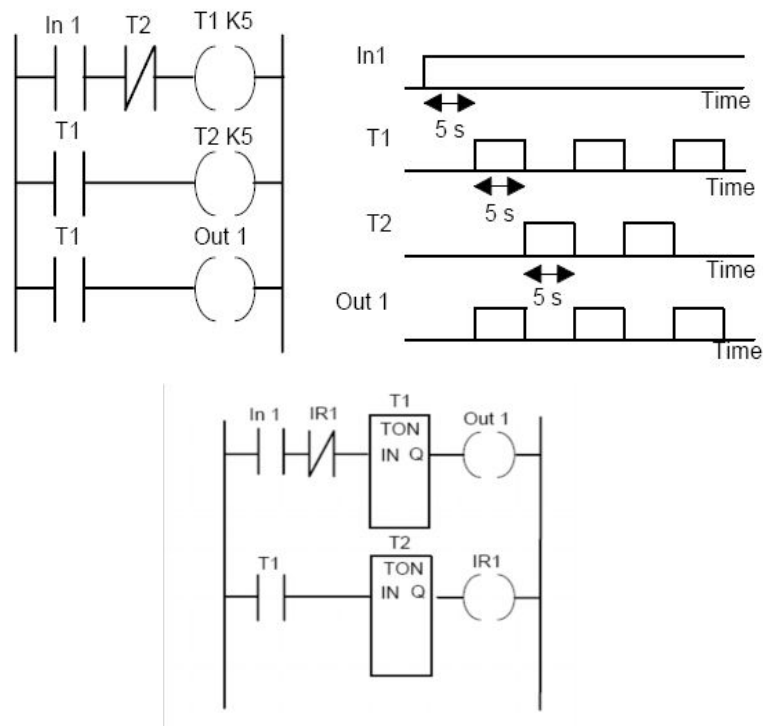 In 1 T2 T1 K5
T1 T2 K5
T1 Out 1
In1
Time
5 s
T1
Time
5 s
T2
Time
5 s
Out 1
Time
T1
In 1 IR1 Out 1
TON
IN Q
T2
T1 IR1
TON
IN Q